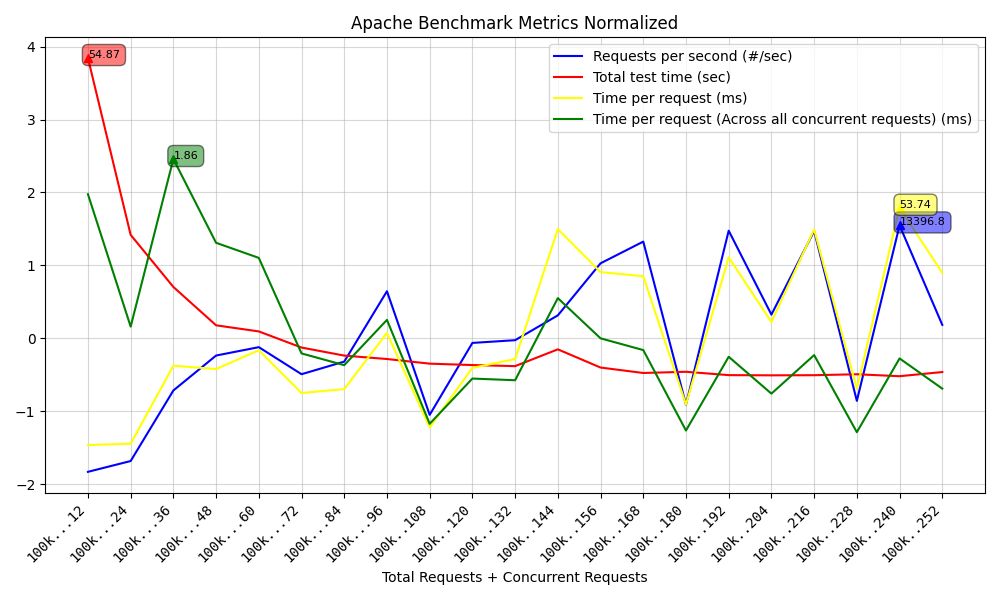 Apache Benchmark Metrics Normalized
4
3
2
1
0
−1
−2
54.87
1.86
53.74
13396.8
Requests per second (#/sec)
Total test time (sec)
Time per request (ms)
Time per request (Across all concurrent requests) (ms)
100k...12
100k...24
100k...36
100k...48
100k...60
100k...72
100k...84
100k...96
100k...108
100k...120
100k...132
100k...144
100k...156
100k...168
100k...180
100k...192
100k...204
100k...216
100k...228
100k...240
100k...252
Total Requests + Concurrent Requests